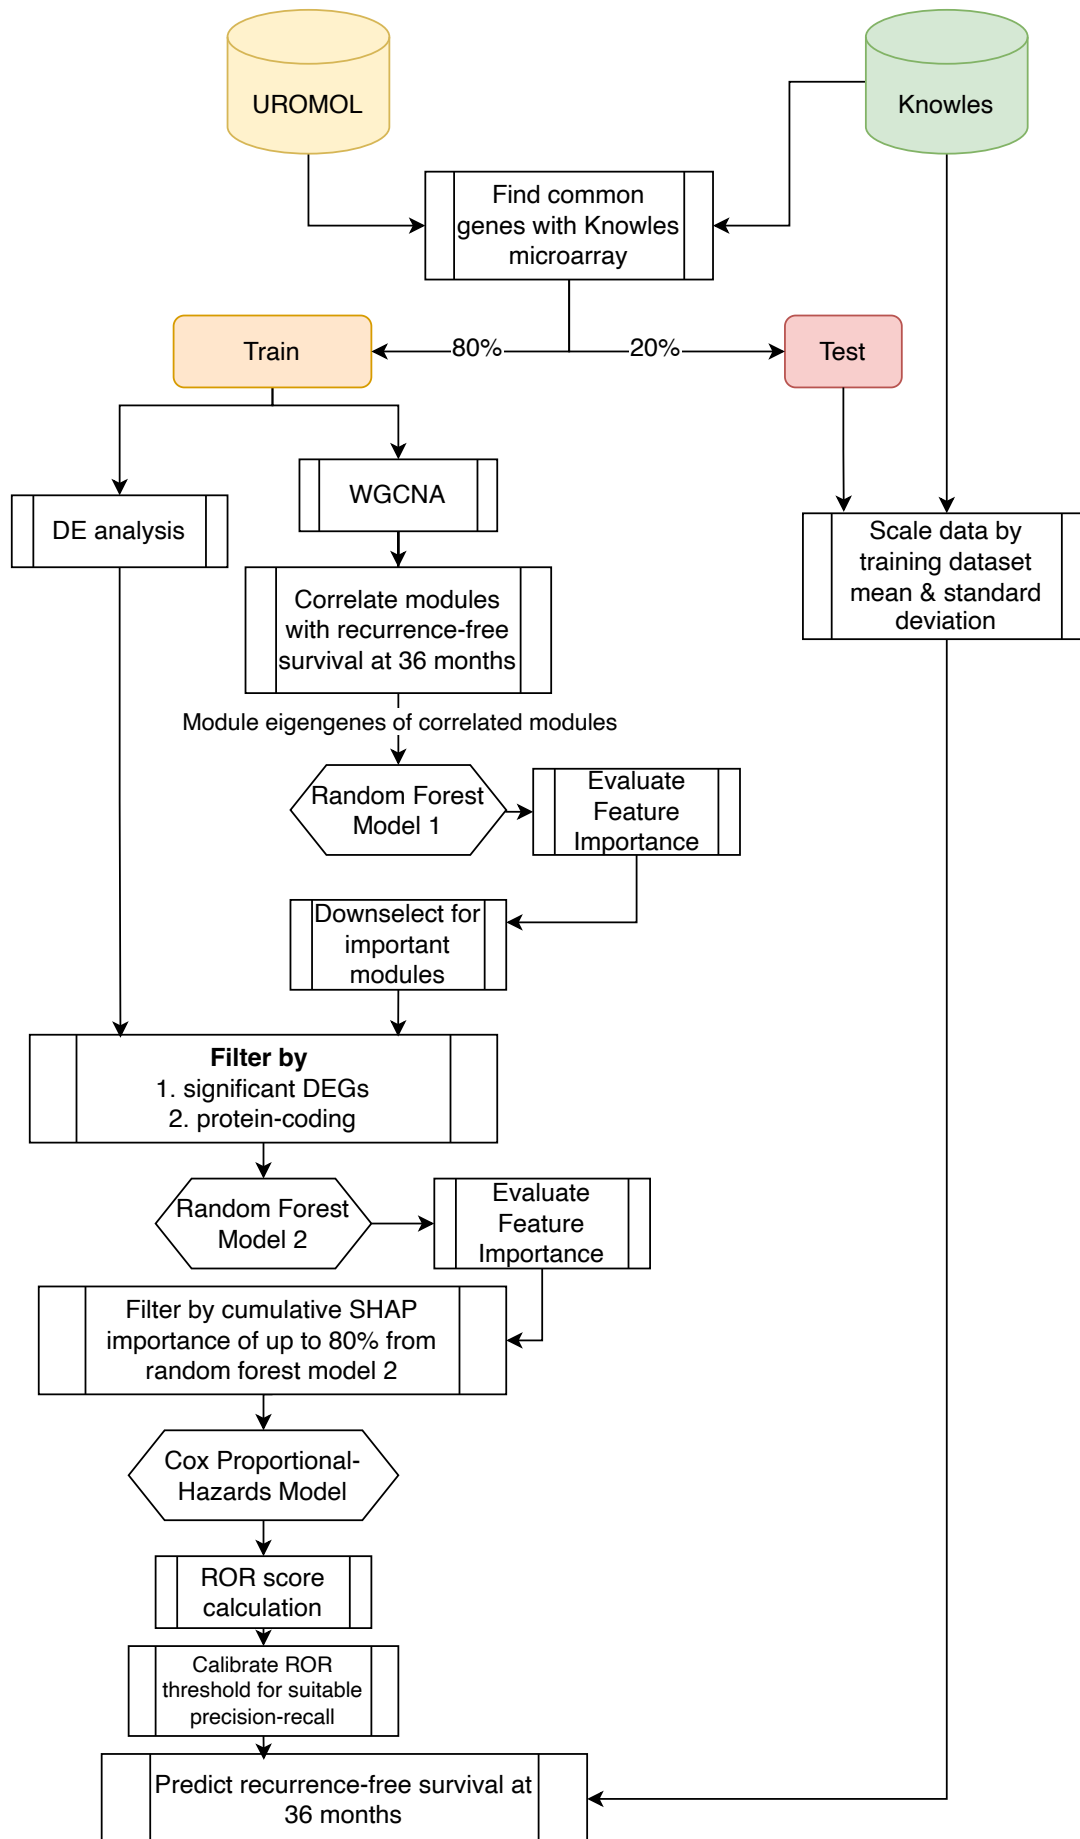 UROMOL
Knowles
Find common
genes with Knowles
microarray
Train
80%
20%
Test
WGCNA
DE analysis
Scale data by
training dataset
mean & standard
deviation
Correlate modules
with recurrence-free
survival at 36 months
Module eigengenes of correlated modules
Random Forest
Model 1
Evaluate
Feature
Importance
Downselect for
important
modules
Filter by
1. significant DEGs
2. protein-coding
Random Forest
Model 2
Evaluate
Feature
Importance
Filter by cumulative SHAP
importance of up to 80% from
random forest model 2
Cox Proportional-
Hazards Model
ROR score
calculation
Calibrate ROR
threshold for suitable
precision-recall
Predict recurrence-free survival at
36 months